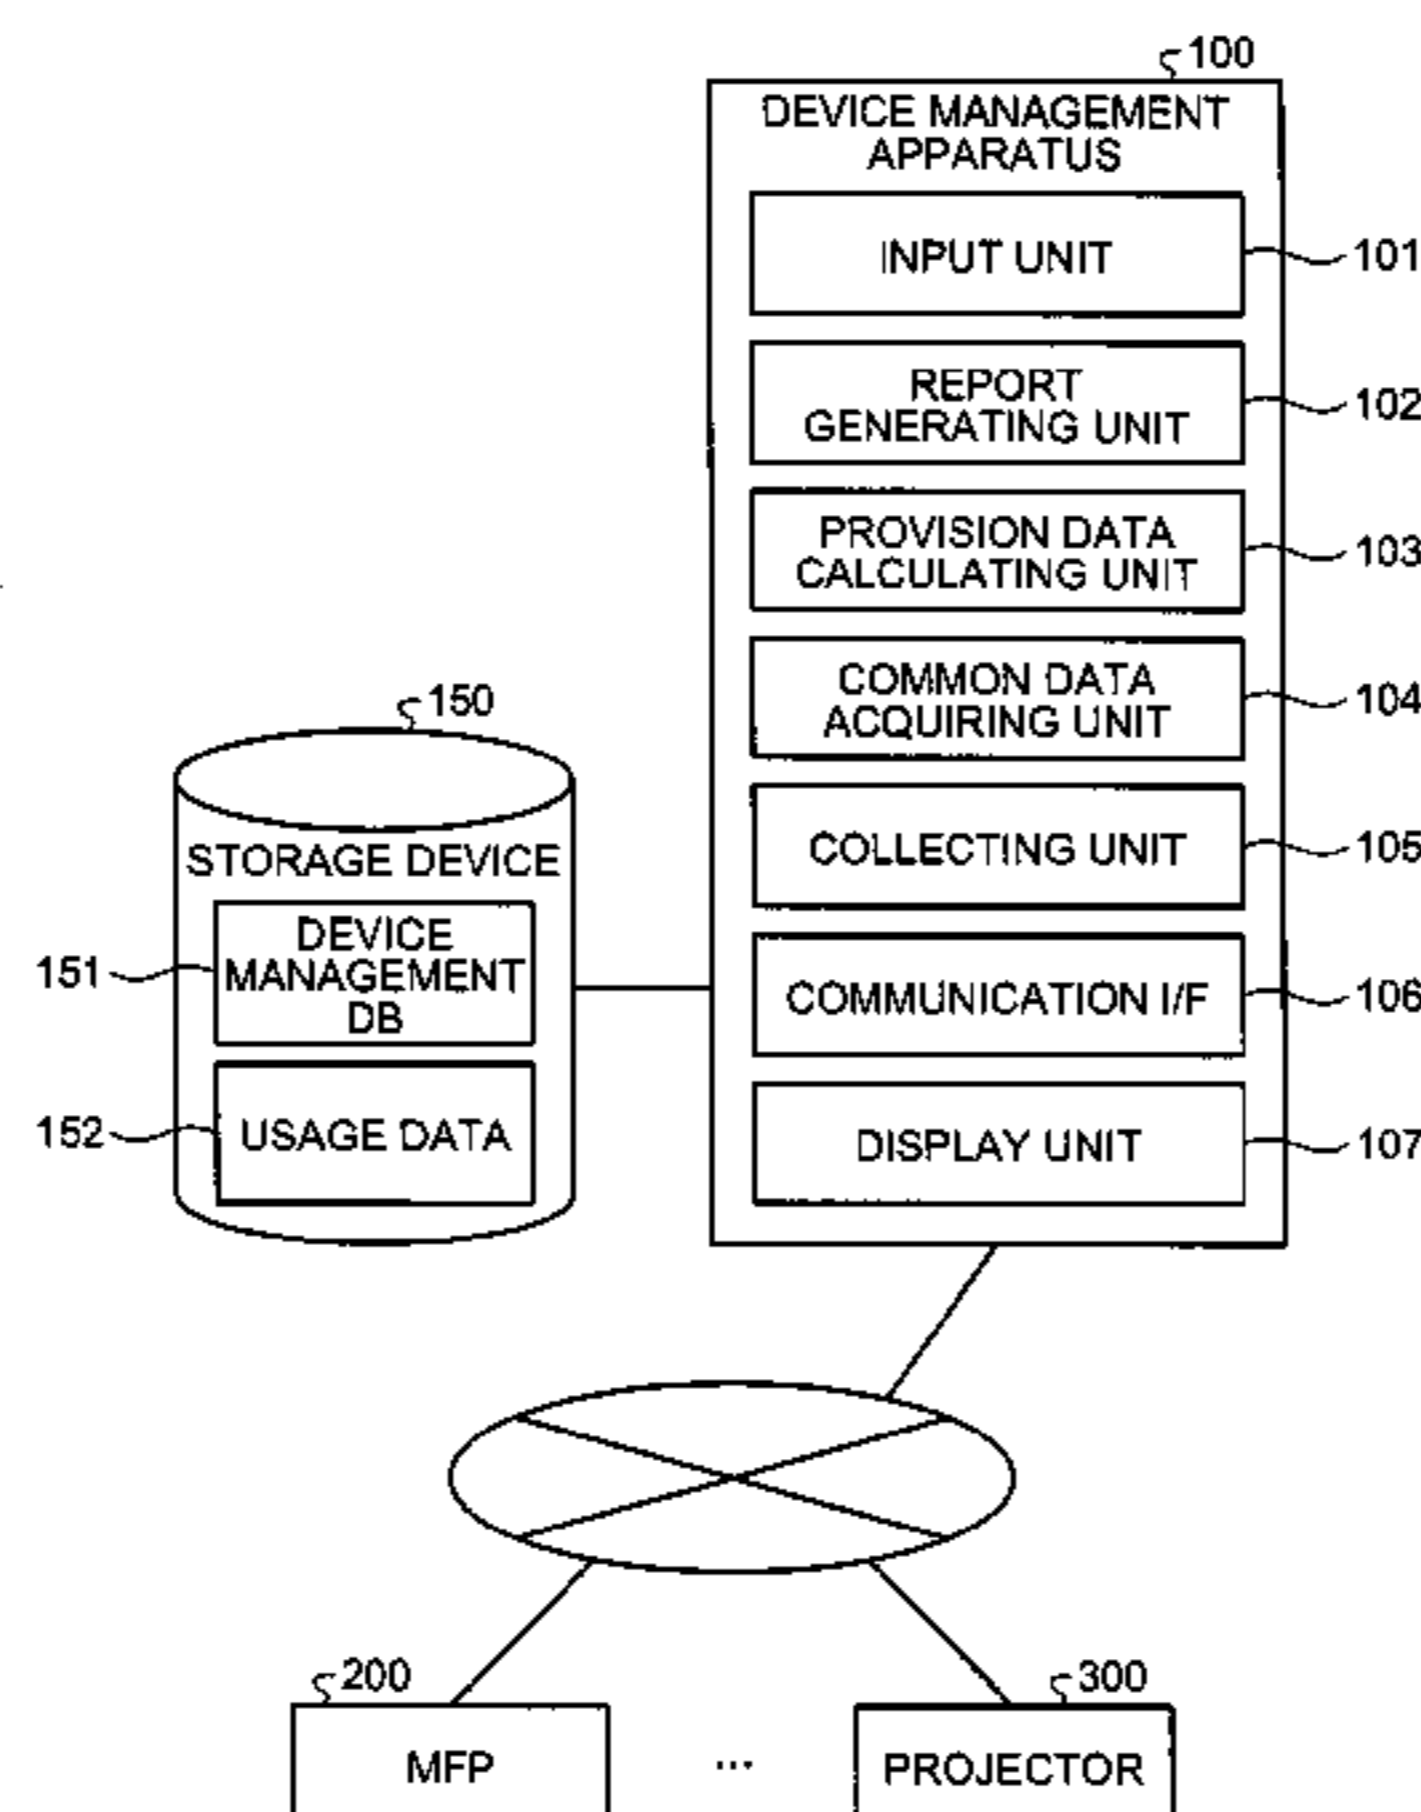 100
DEVICE MANAGEMENT
APPARATUS
INPUT UNIT
101
REPORT
GENERATING UNIT
102
PROVISION DATA
CALCULATING UNIT
103
COMMON DATA
ACQUIRING UNIT
104
COLLECTING UNIT
105
COMMUNICATION I/F
106
DISPLAY UNIT
107
150
STORAGE DEVICE
151
DEVICE
MANAGEMENT
DB
152
USAGE DATA
200
MFP
...
300
PROJECTOR